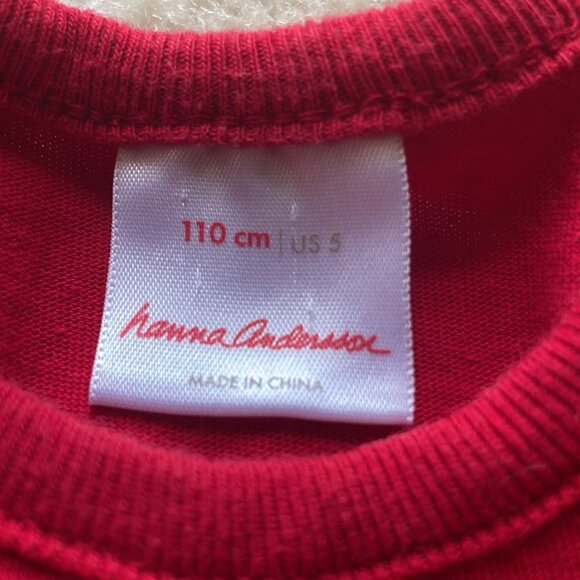 110 cm | US 5
hanna andersson
MADE IN CHINA